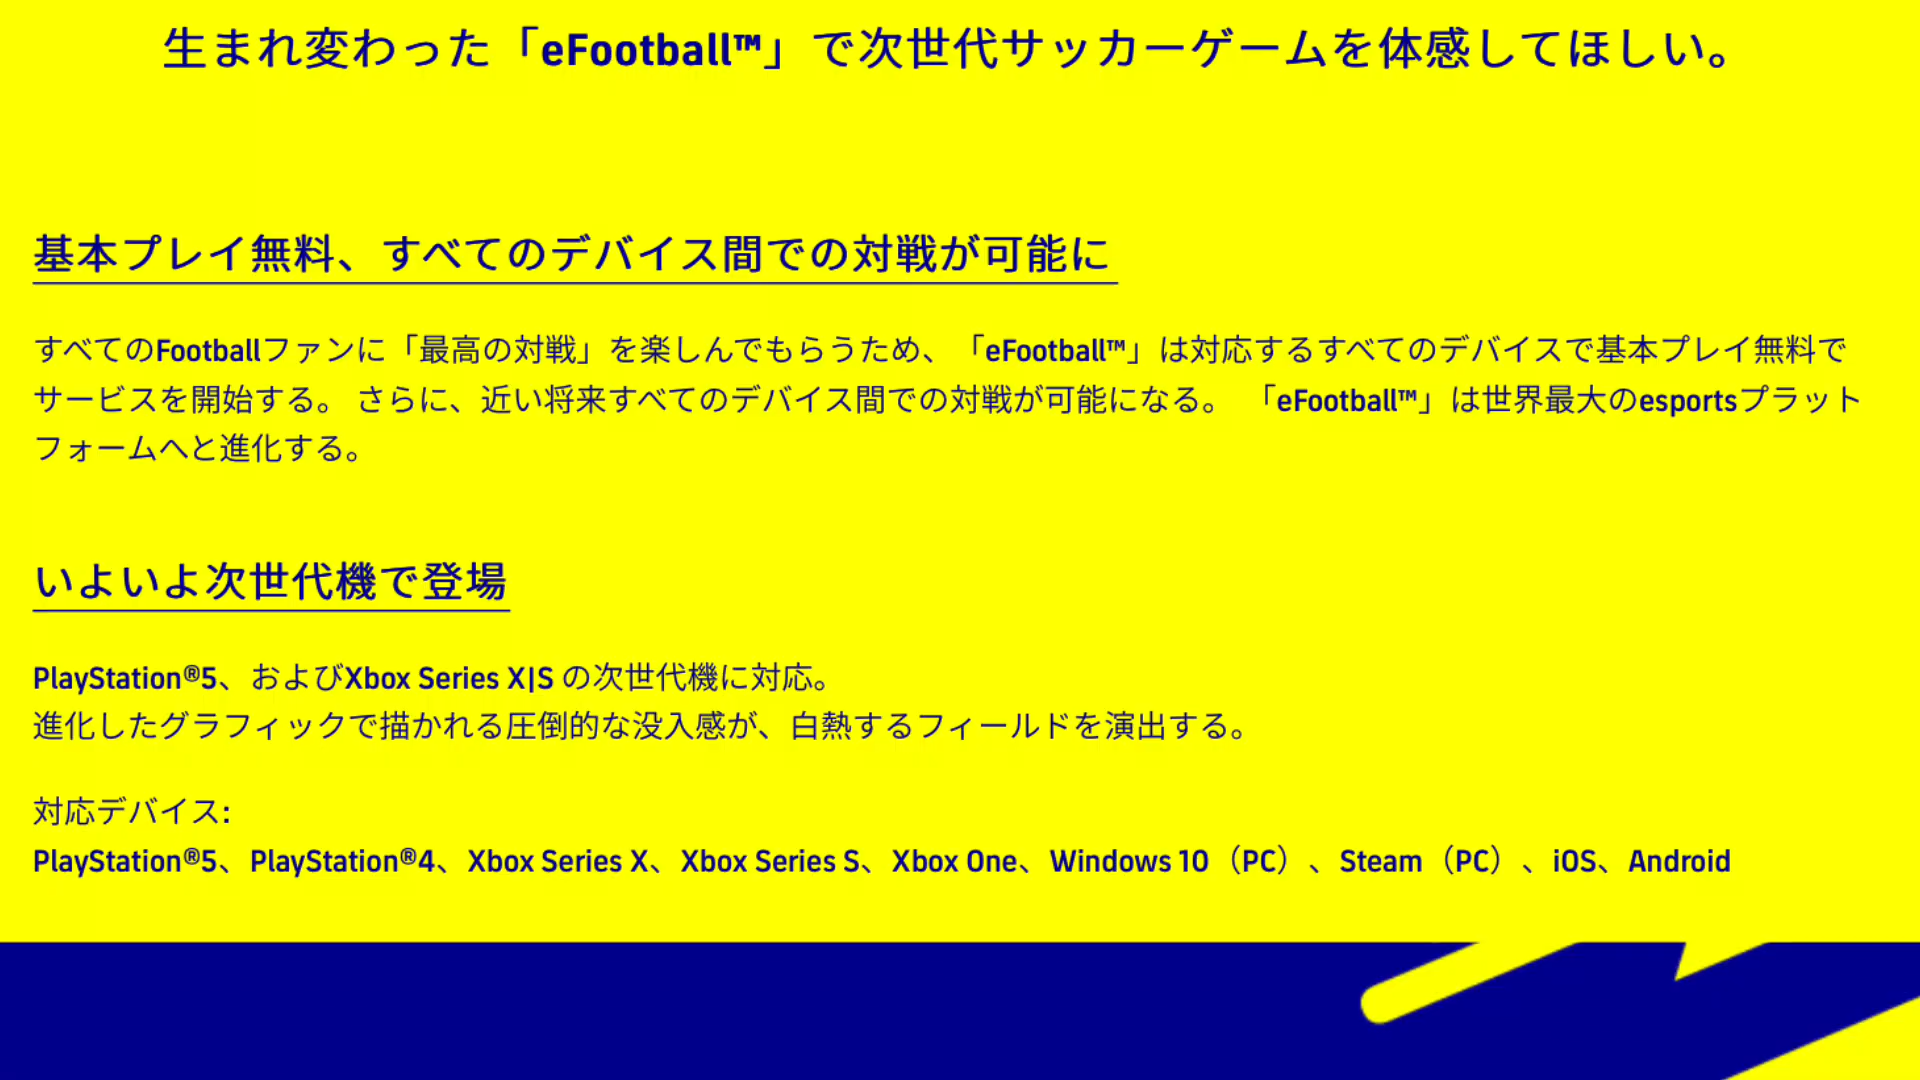 生まれ変わった「eFootball™」で次世代サッカーゲームを体感してほしい。
基本プレイ無料、すべてのデバイス間での対戦が可能に
すべてのFootballファンに「最高の対戦」を楽しんでもらうため、「eFootball™」は対応するすべてのデバイスで基本プレイ無料で
サービスを開始する。 さらに、近い将来すべてのデバイス間での対戦が可能になる。 「eFootball™」は世界最大のesportsプラット
フォームへと進化する。
いよいよ次世代機で登場
PlayStation®5、およびXbox Series X|S の次世代機に対応。
進化したグラフィックで描かれる圧倒的な没入感が、白熱するフィールドを演出する。
対応デバイス:
PlayStation®5、PlayStation®4、Xbox Series X、Xbox Series S、Xbox One、Windows 10（PC）、Steam（PC）、iOS、Android